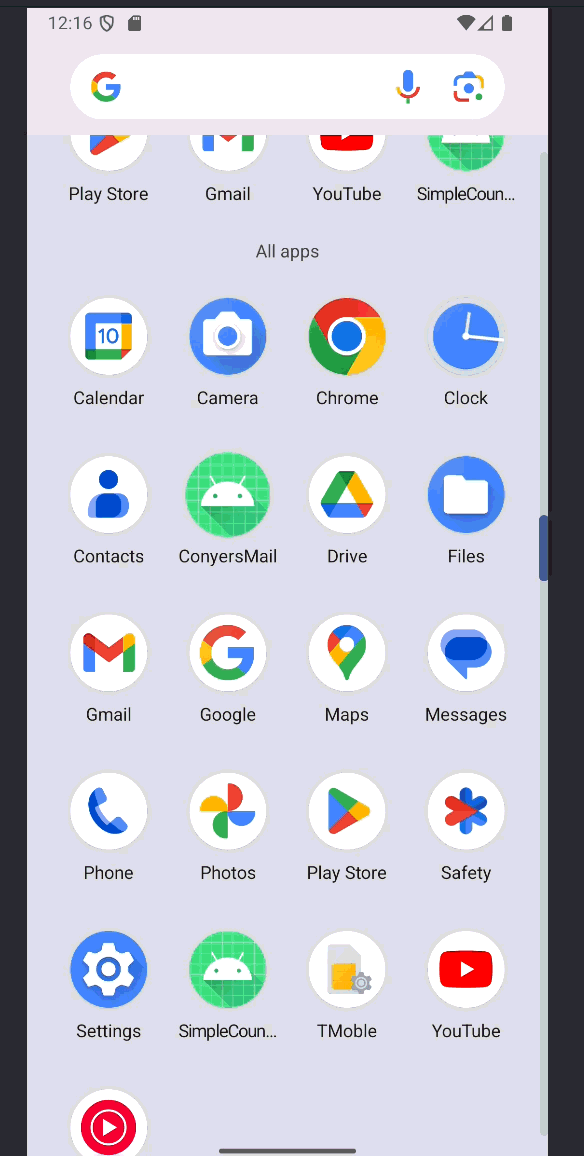 12:16
Play Store Gmail YouTube SimpleCoun...
All apps
10
Calendar Camera Chrome Clock
Contacts ConyersMail Drive Files
Gmail Google Maps Messages
Phone Photos Play Store Safety
Settings SimpleCoun... TMoble YouTube